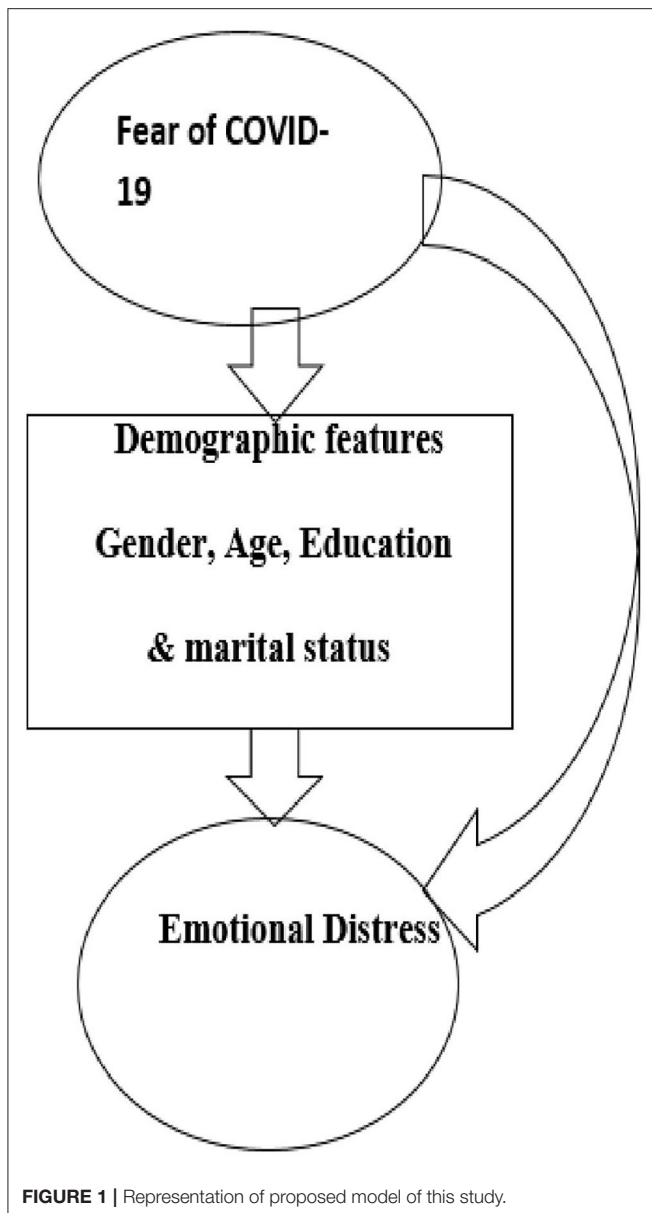 Fear of COVID-
19
Demographic features
Gender, Age, Education
& marital status
Emotional Distress
FIGURE 1 | Representation of proposed model of this study.